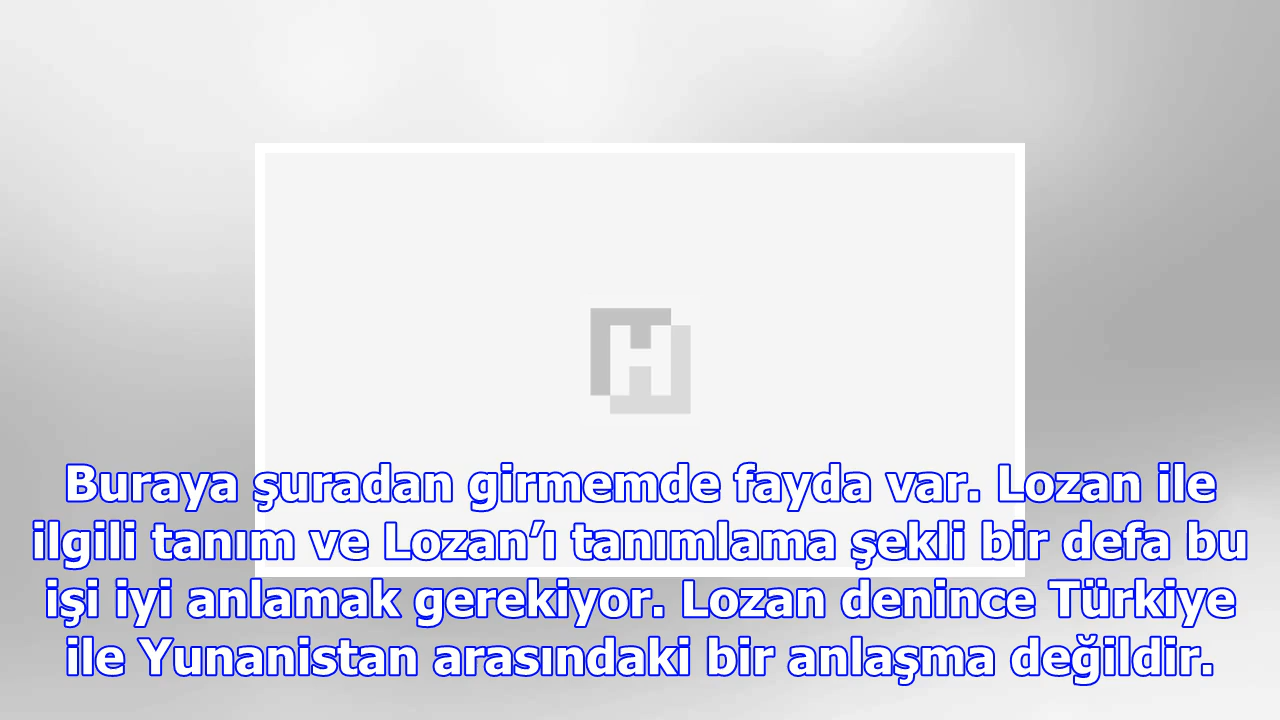 Buraya şuradan girmemde fayda var. Lozan ile
ilgili tanım ve Lozan’ı tanımlama şekli bir defa bu
işi iyi anlamak gerekiyor. Lozan denince Türkiye
ile Yunanistan arasındaki bir anlaşma değildir.